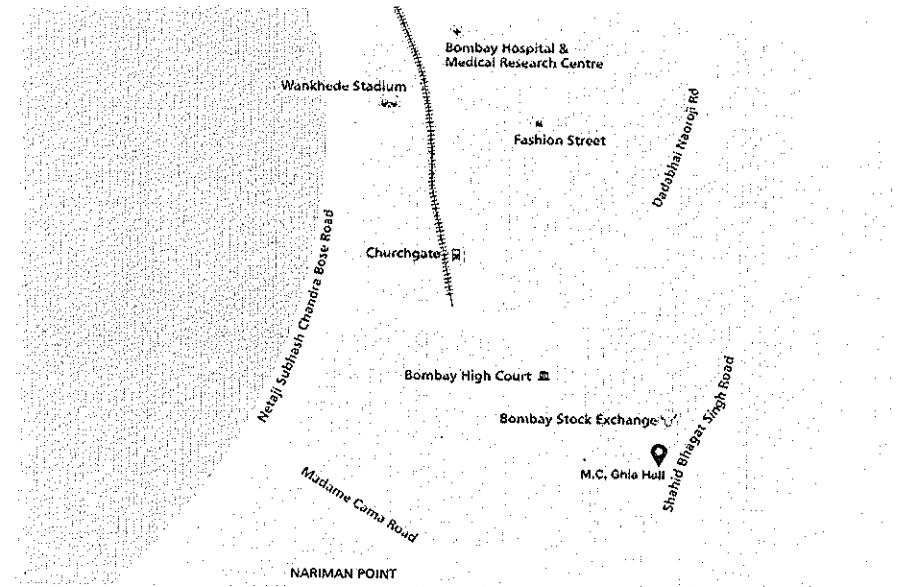 Bombay Hospital &
Medical Research Centre
Wankhede Stadium
Fashion Street
Dadabhai Naoroji Rd
Churchgate
Netaji Subhash Chandra Bose Road
Bombay High Court
Bombay Stock Exchange
Shahid Bhagat Singh Road
M.C. Ghia Hall
Madame Cama Road
NARIMAN POINT